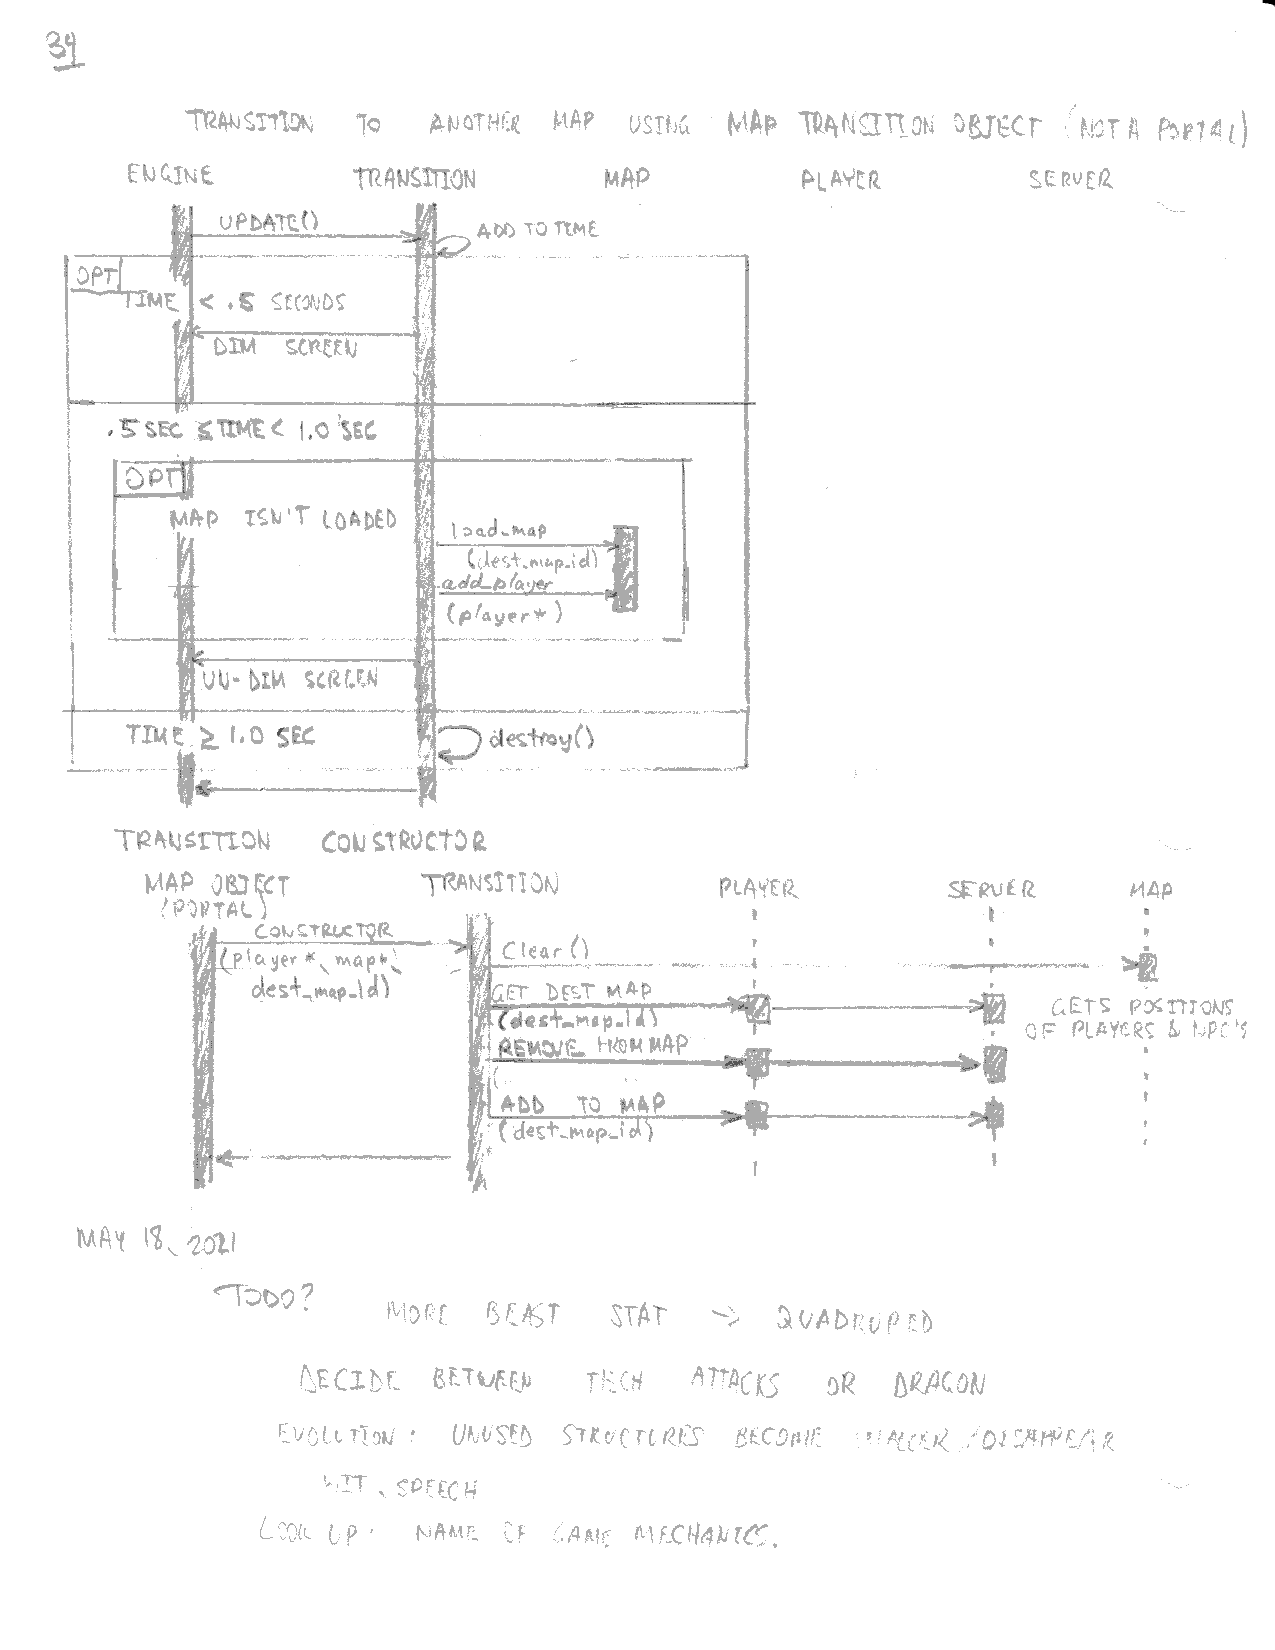 34
TRANSITION TO ANOTHER MAP USING MAP TRANSITION OBJECT (NOT A PORTAL)
ENGINE TRANSITION MAP PLAYER SERVER
UPDATE() ADD TO TIME
OPT
TIME < .5 SECONDS
DIM SCREEN
.5 SEC ≤ TIME < 1.0 SEC
OPT
MAP ISN'T LOADED
load_map
(dest_map_id)
add_player
(player*)
UN-DIM SCREEN
TIME ≥ 1.0 SEC destroy()
TRANSITION CONSTRUCTOR
MAP OBJECT TRANSITION PLAYER SERVER MAP
(PORTAL)
CONSTRUCTOR
(player*, map*,
dest_map_id)
Clear()
GET DEST MAP
(dest_map_id)
GETS POSITIONS
OF PLAYERS & NPC'S
REMOVE FROM MAP
ADD TO MAP
(dest_map_id)
MAY 18, 2021
TODO?
MORE BEAST STAT -> QUADRUPED
DECIDE BETWEEN TECH ATTACKS OR DRAGON
EVOLUTION: UNUSED STRUCTURES BECOME SMALLER / DISAPPEAR
WIT, SPEECH
LOOK UP: NAME OF GAME MECHANICS.